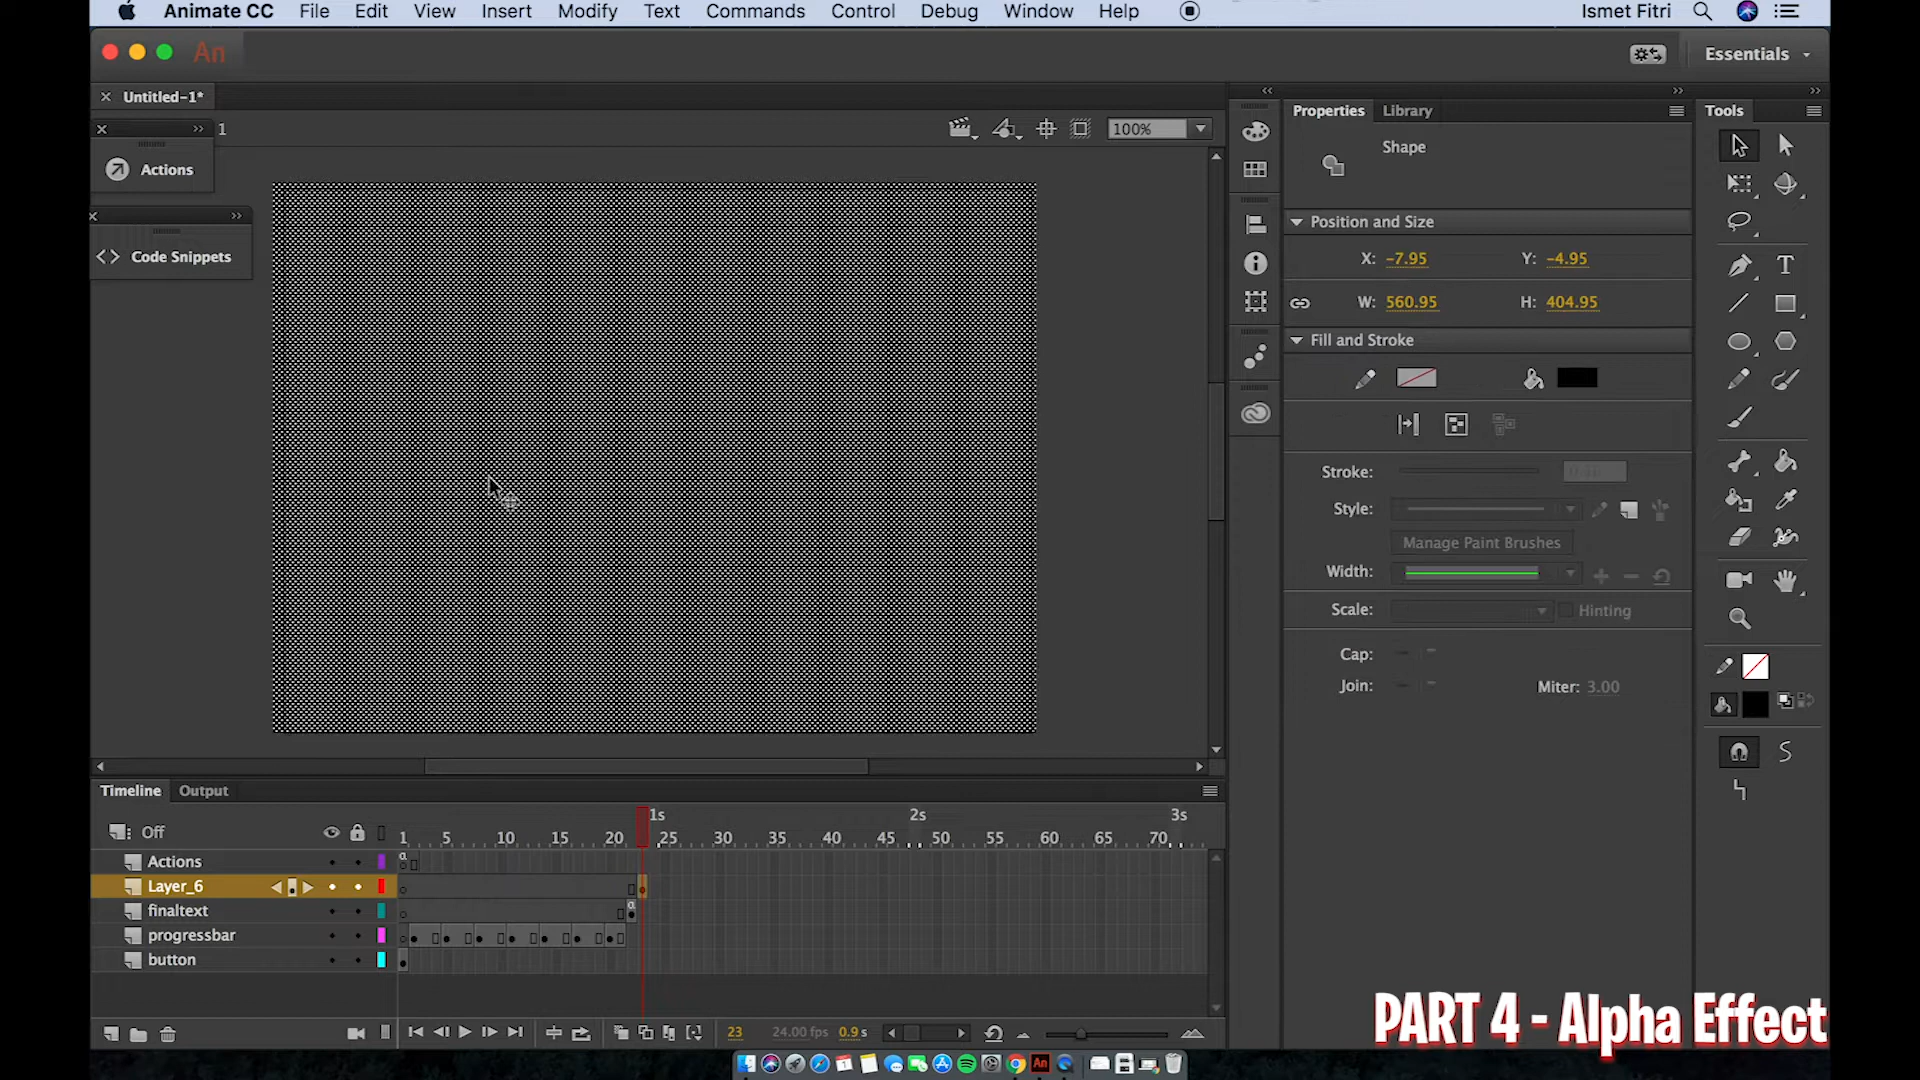 Animate CC File Edit View Insert Modify Text Commands Control Debug Window Help Ismet Fitri
An Essentials
Untitled-1*
1 100%
Actions
Code Snippets
Properties Library
Shape
Position and Size
X: -7.95 Y: -4.95
W: 560.95 H: 404.95
Fill and Stroke
Stroke:
Style:
Manage Paint Brushes
Width:
Scale: Hinting
Cap:
Join: Miter: 3.00
Tools
Timeline Output
1s 2s 3s
Off 1 5 10 15 20 25 30 35 40 45 50 55 60 65 70
Actions
Layer_6
finaltext
progressbar
button
23 24.00 fps 0.9 s
PART 4 - Alpha Effect